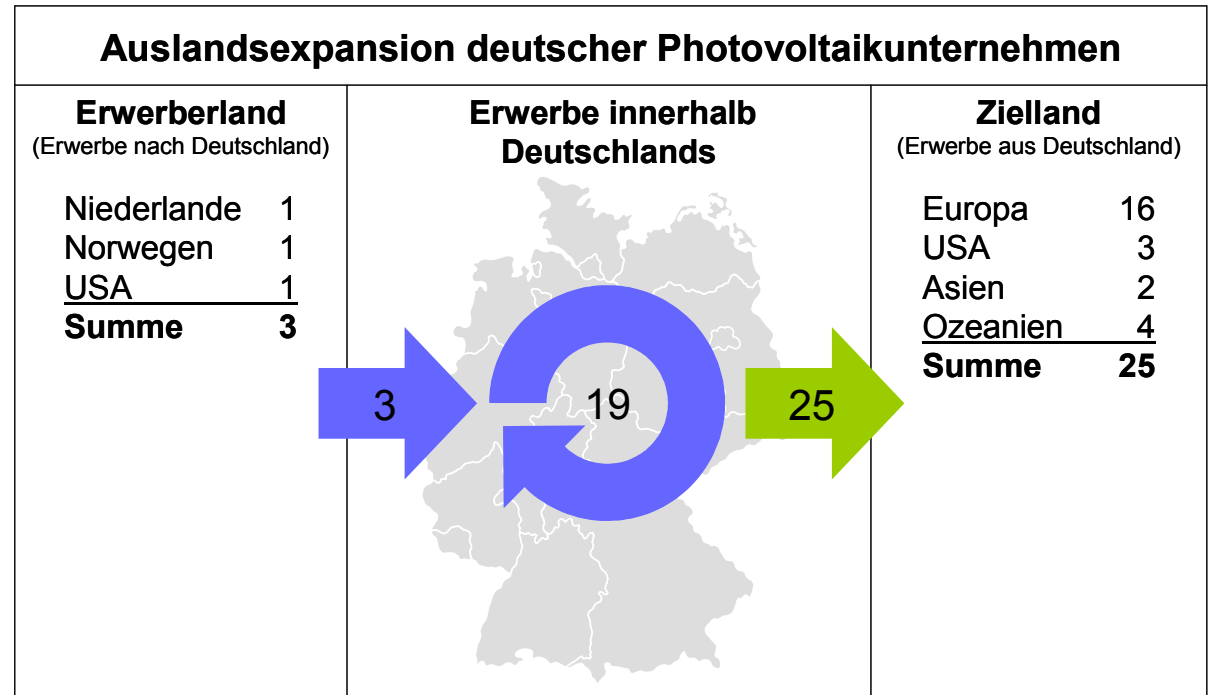 Auslandsexpansion deutscher Photovoltaikunternehmen
Erwerberland
(Erwerbe nach Deutschland)
Niederlande 1
Norwegen 1
USA 1
Summe 3
3
Erwerbe innerhalb
Deutschlands
19
25
Zielland
(Erwerbe aus Deutschland)
Europa 16
USA 3
Asien 2
Ozeanien 4
Summe 25